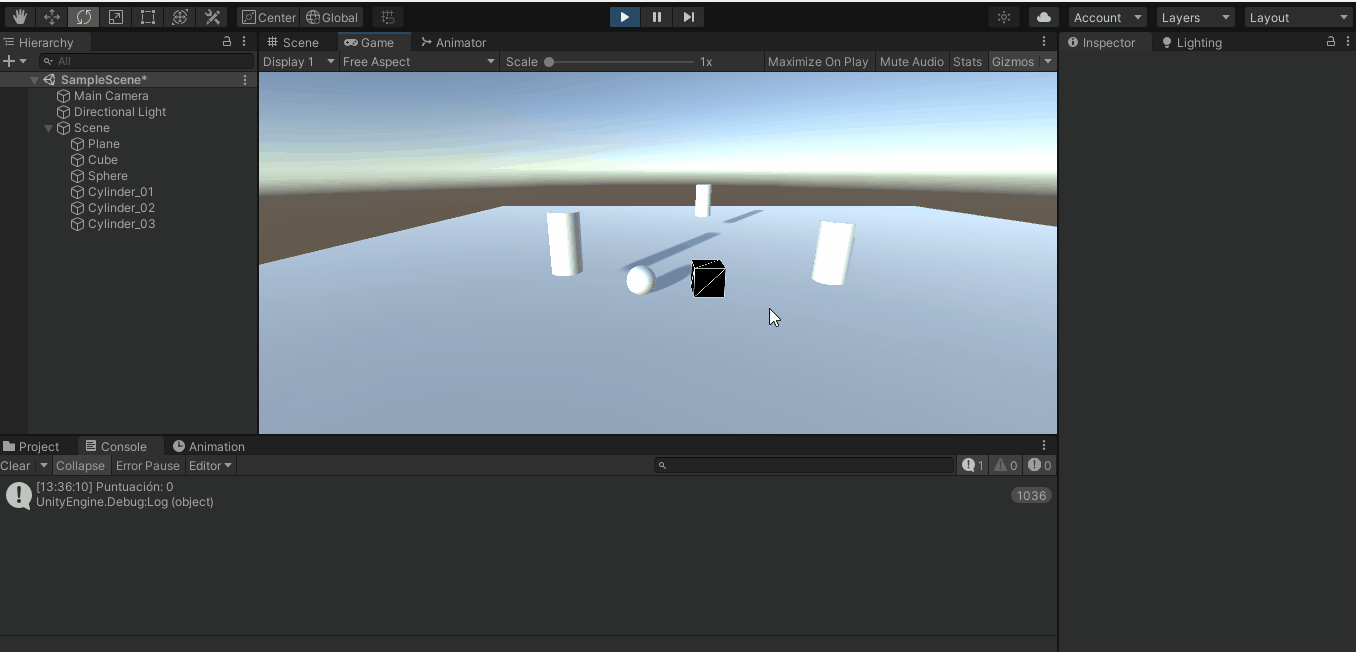 Center Global
Account Layers Layout
Hierarchy
All
SampleScene*
Main Camera
Directional Light
Scene
Plane
Cube
Sphere
Cylinder_01
Cylinder_02
Cylinder_03
Scene Game Animator
Display 1 Free Aspect Scale 1x Maximize On Play Mute Audio Stats Gizmos
Inspector Lighting
Project Console Animation
Clear Collapse Error Pause Editor 1 0 0
[13:36:10] Puntuación: 0
UnityEngine.Debug:Log (object)
1036